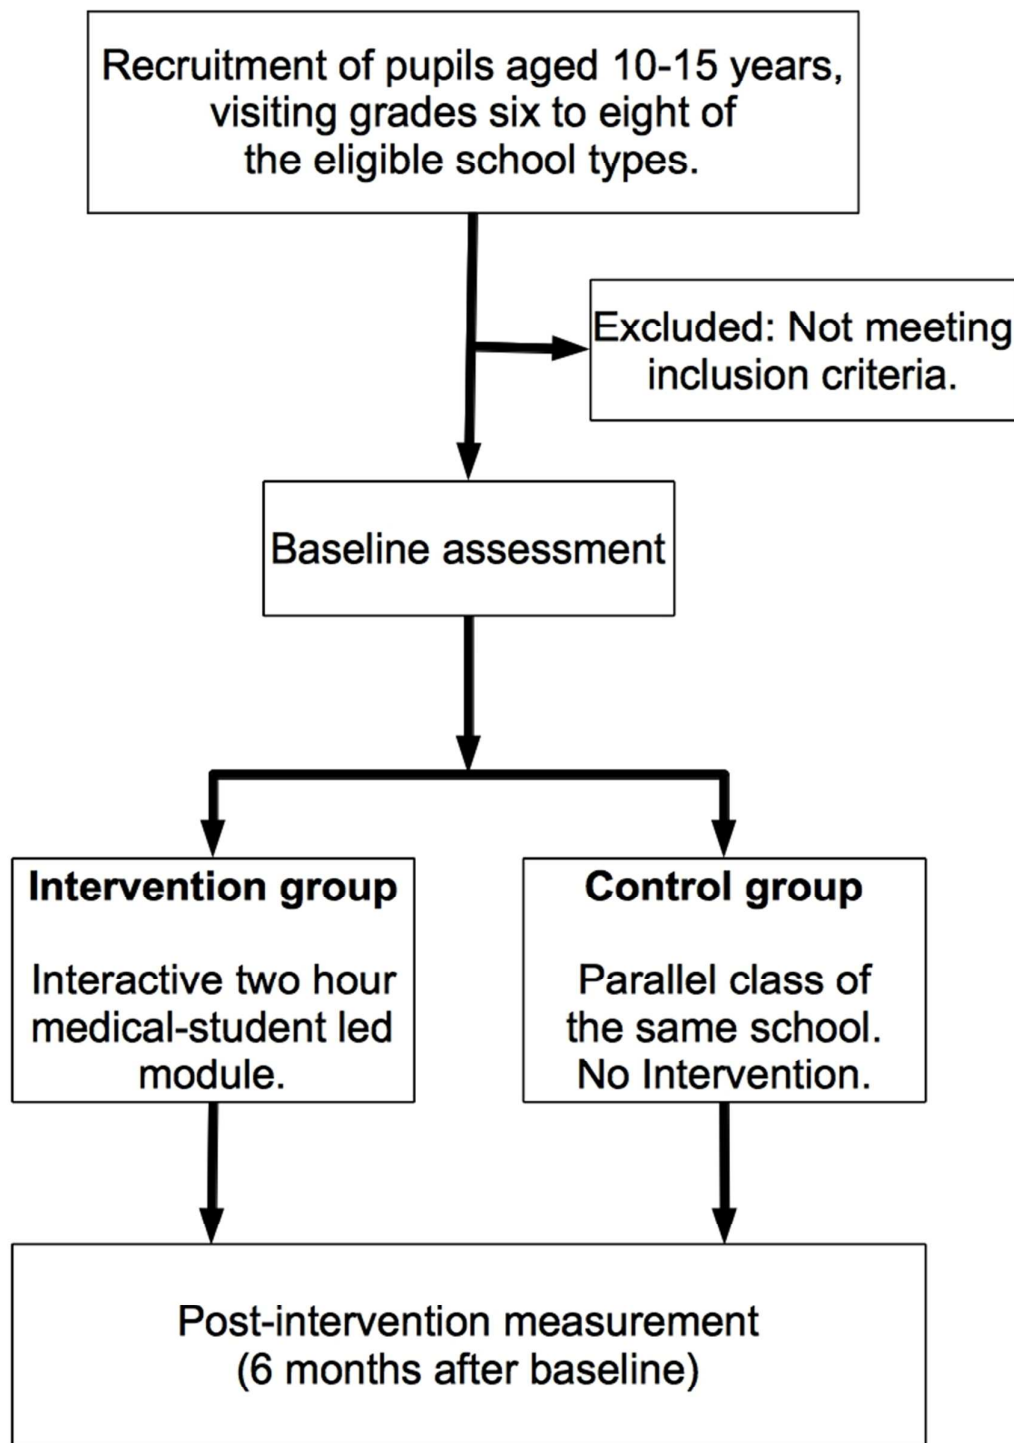 Recruitment of pupils aged 10-15 years,
visiting grades six to eight of
the eligible school types.
Excluded: Not meeting
inclusion criteria.
Baseline assessment
Intervention group
Interactive two hour
medical-student led
module.
Control group
Parallel class of
the same school.
No Intervention.
Post-intervention measurement
(6 months after baseline)